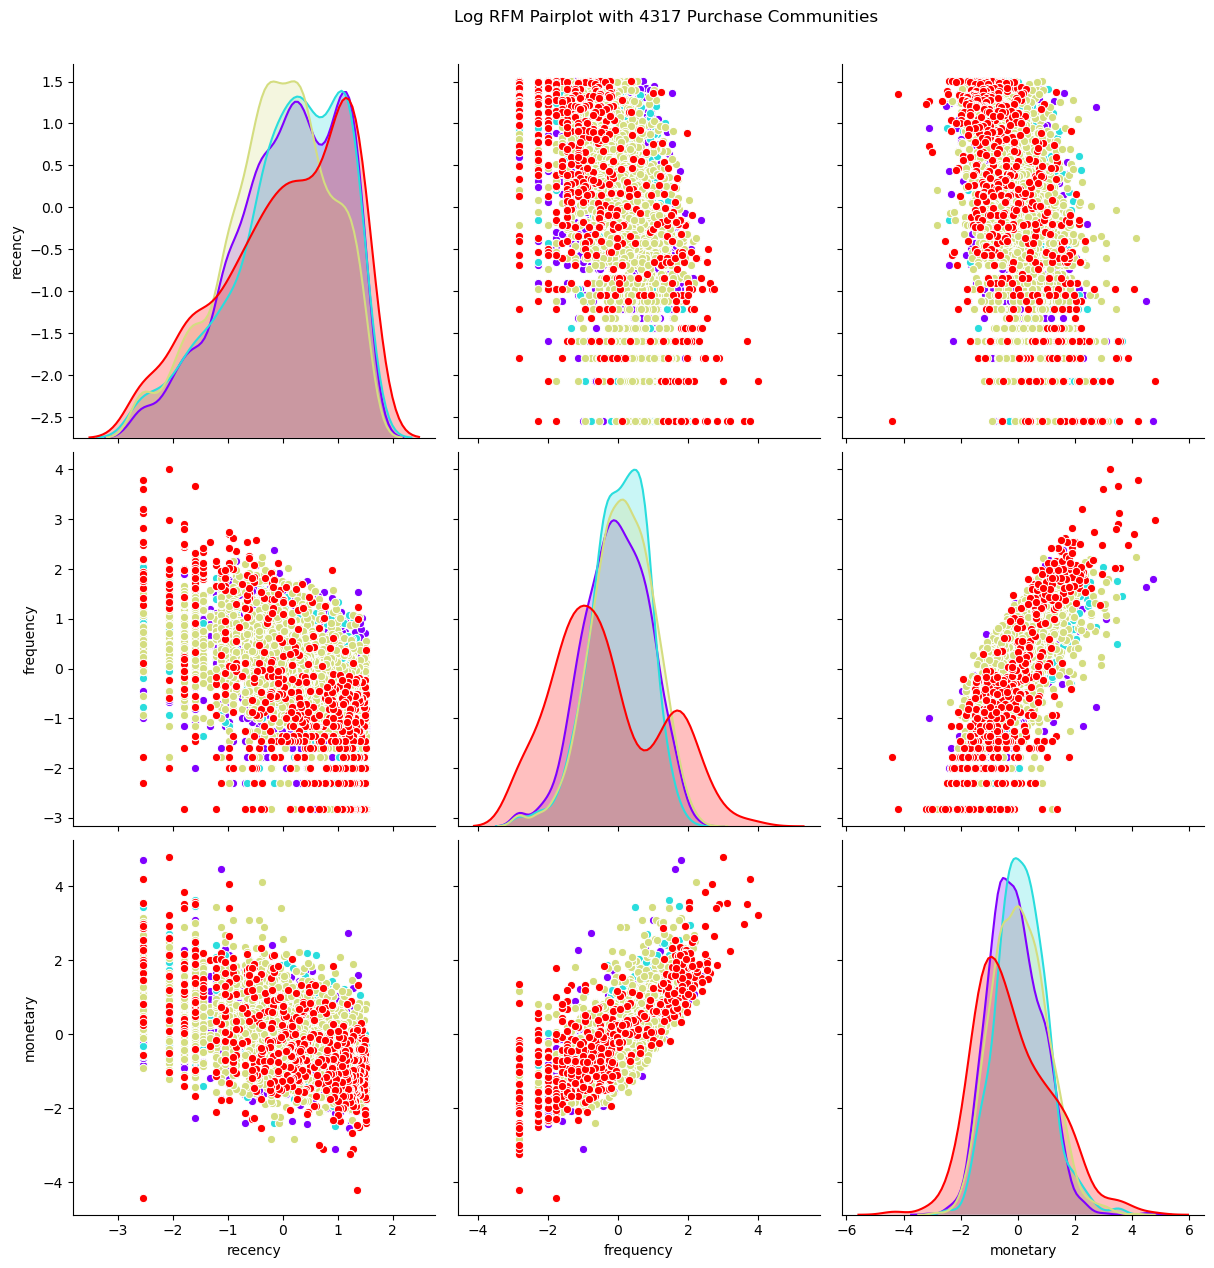 Log RFM Pairplot with 4317 Purchase Communities
1.5
1.0
0.5
0.0
−0.5
−1.0
−1.5
−2.0
−2.5
recency
4
3
2
1
0
−1
−2
−3
frequency
4
2
0
−2
−4
monetary
−3 −2 −1 0 1 2
recency
−4 −2 0 2 4
frequency
−6 −4 −2 0 2 4 6
monetary